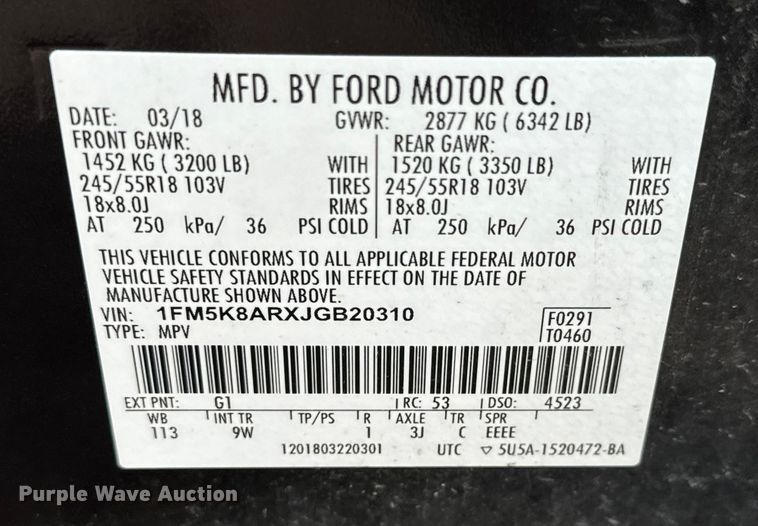 MFD. BY FORD MOTOR CO.
DATE: 03/18 GVWR: 2877 KG ( 6342 LB)
FRONT GAWR: REAR GAWR:
1452 KG ( 3200 LB) WITH 1520 KG ( 3350 LB) WITH
245/55R18 103V TIRES 245/55R18 103V TIRES
18x8.0J RIMS 18x8.0J RIMS
AT 250 kPa/ 36 PSI COLD AT 250 kPa/ 36 PSI COLD
THIS VEHICLE CONFORMS TO ALL APPLICABLE FEDERAL MOTOR
VEHICLE SAFETY STANDARDS IN EFFECT ON THE DATE OF
MANUFACTURE SHOWN ABOVE.
VIN: 1FM5K8ARXJGB20310 F0291
TYPE: MPV T0460
EXT PNT: G1 RC: 53 DSO: 4523
WB INT TR TP/PS R AXLE TR SPR
113 9W 1 3J C EEEE
1201803220301 UTC ▽ 5U5A-1520472-BA
Purple Wave Auction